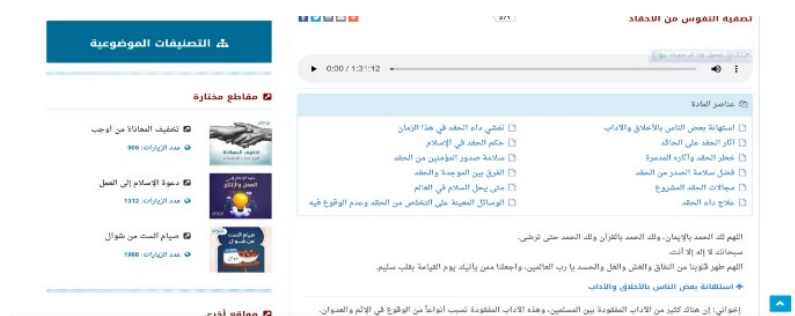 تصفية النفوس من الأحقاد
0:00 / 1:31:12
عناصر المادة
استهانة بعض الناس بالأخلاق والآداب
تفشي داء الحقد في هذا الزمان
آثار الحقد على الحاقد
حكم الحقد في الإسلام
خطر الحقد وآثاره المدمرة
سلامة صدور المؤمنين من الحقد
فضل سلامة الصدر من الحقد
الفرق بين الموجدة والحقد
مجالات الحقد المشروع
متى يحل السلام في العالم
علاج داء الحقد
الوسائل المعينة على التخلص من الحقد وعدم الوقوع فيه
اللهم لك الحمد بالإيمان، ولك الحمد بالقرآن ولك الحمد حتى ترضى.
سبحانك لا إله إلا أنت.
اللهم طهر قلوبنا من النفاق والغش والغل والحسد يا رب العالمين، واجعلنا ممن يأتيك يوم القيامة بقلب سليم.
استهانة بعض الناس بالأخلاق والآداب
إخواني: إن هناك كثير من الآداب المفقودة بين المسلمين، وهذه الآداب المفقودة تسبب أنواعاً من الوقوع في الإثم والعدوان.
التصنيفات الموضوعية
مقاطع مختارة
تخفيف المعاناة من أوجب
عدد الزيارات: 906
دعوة الإسلام إلى العمل
عدد الزيارات: 1312
صيام الست من شوال
عدد الزيارات: 1988
صيام الست
من شوال
مواقع أخرى